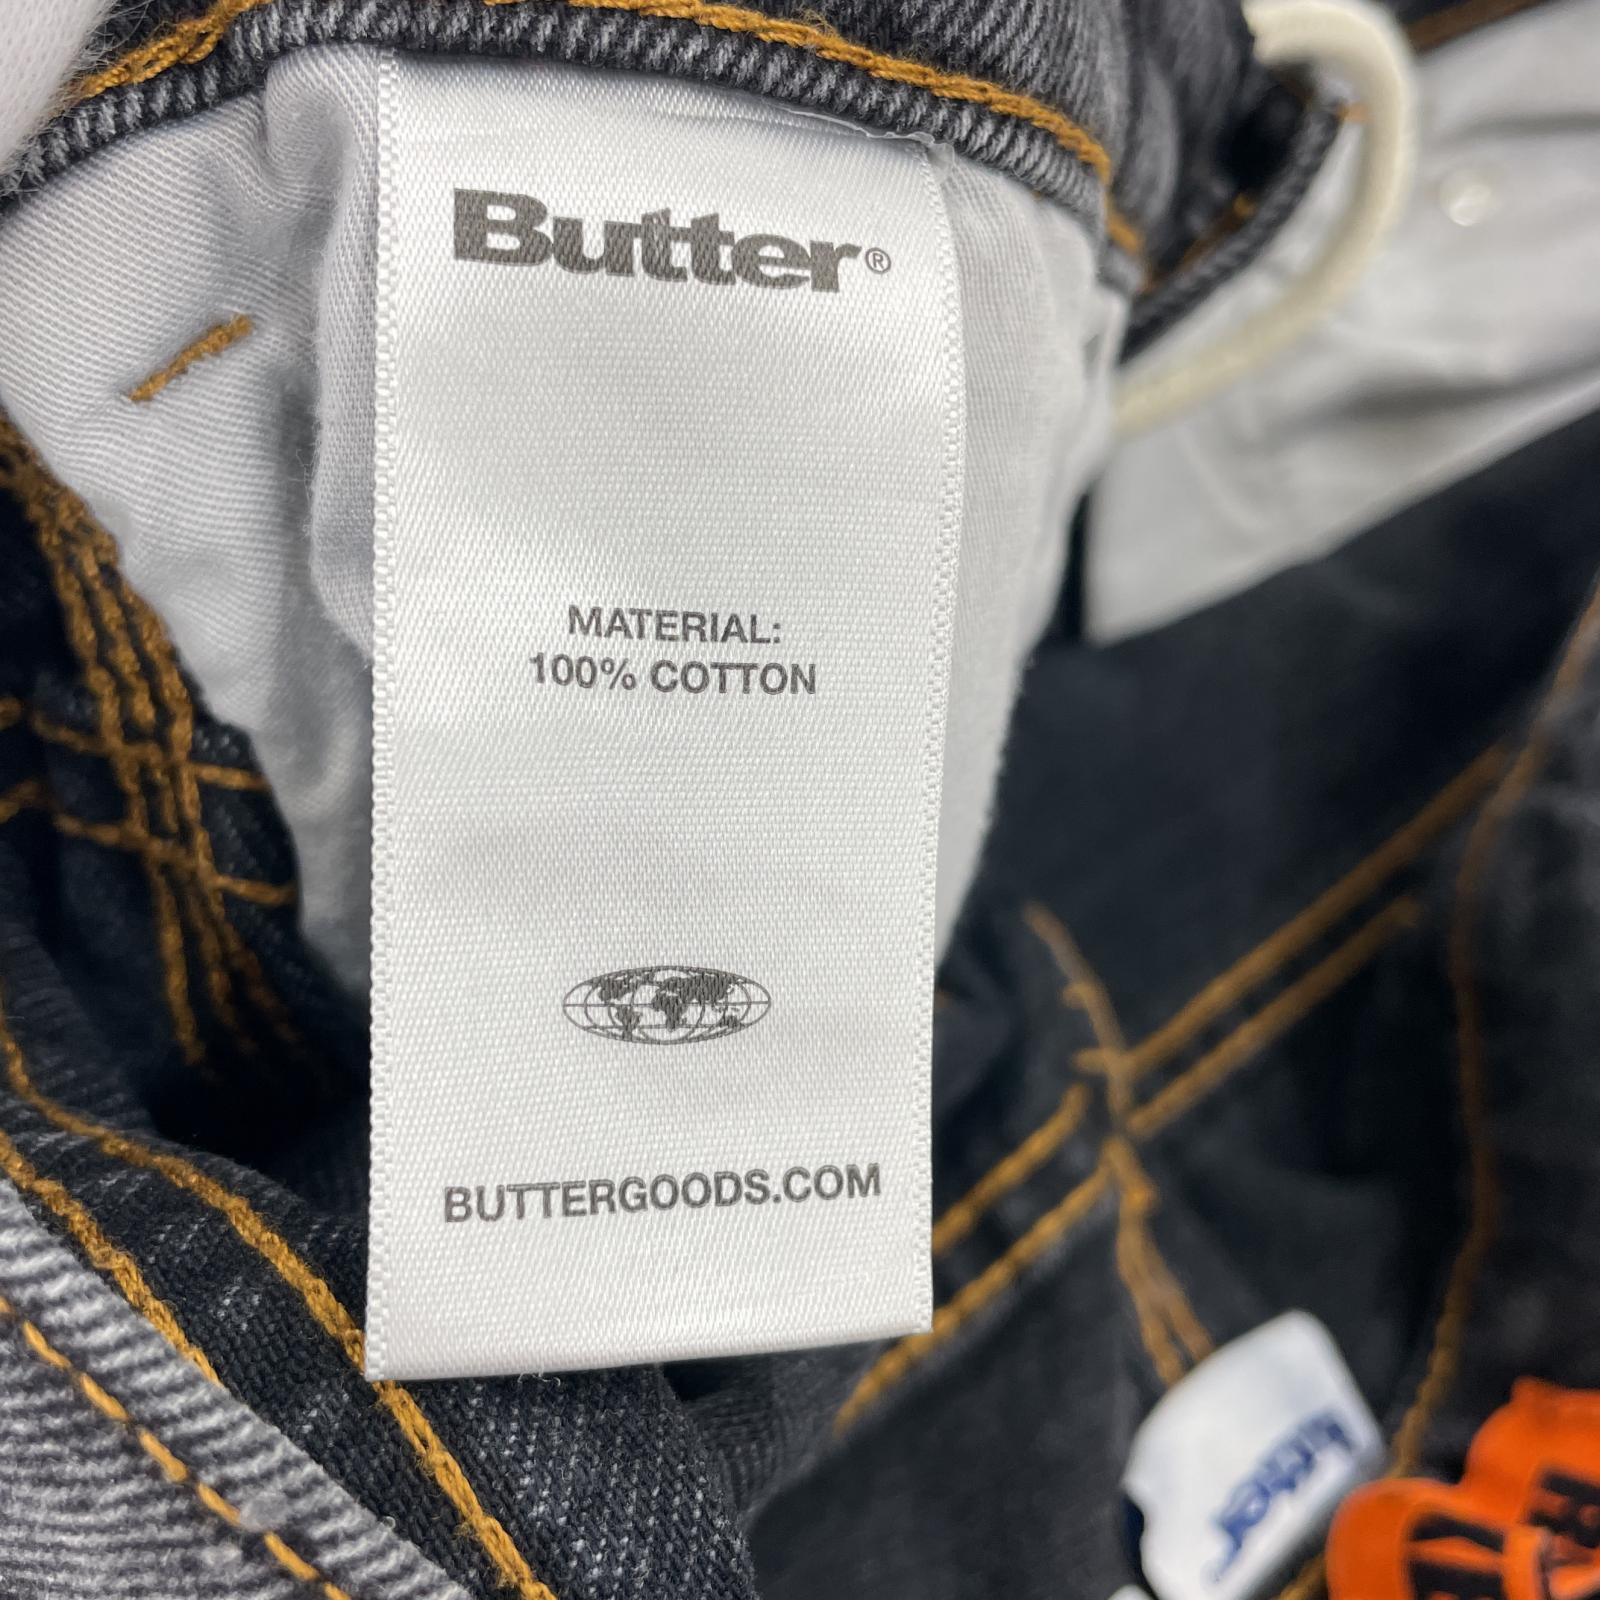 Butter®
MATERIAL:
100% COTTON
BUTTERGOODS.COM